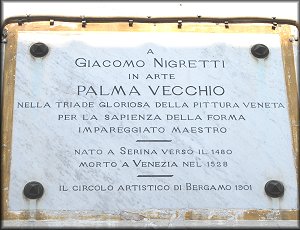 A
GIACOMO NIGRETTI
IN ARTE
PALMA VECCHIO
NELLA TRIADE GLORIOSA DELLA PITTURA VENETA
PER LA SAPIENZA DELLA FORMA
IMPAREGGIATO MAESTRO
NATO A SERINA VERSO IL 1480
MORTO A VENEZIA NEL 1528
IL CIRCOLO ARTISTICO DI BERGAMO 1901